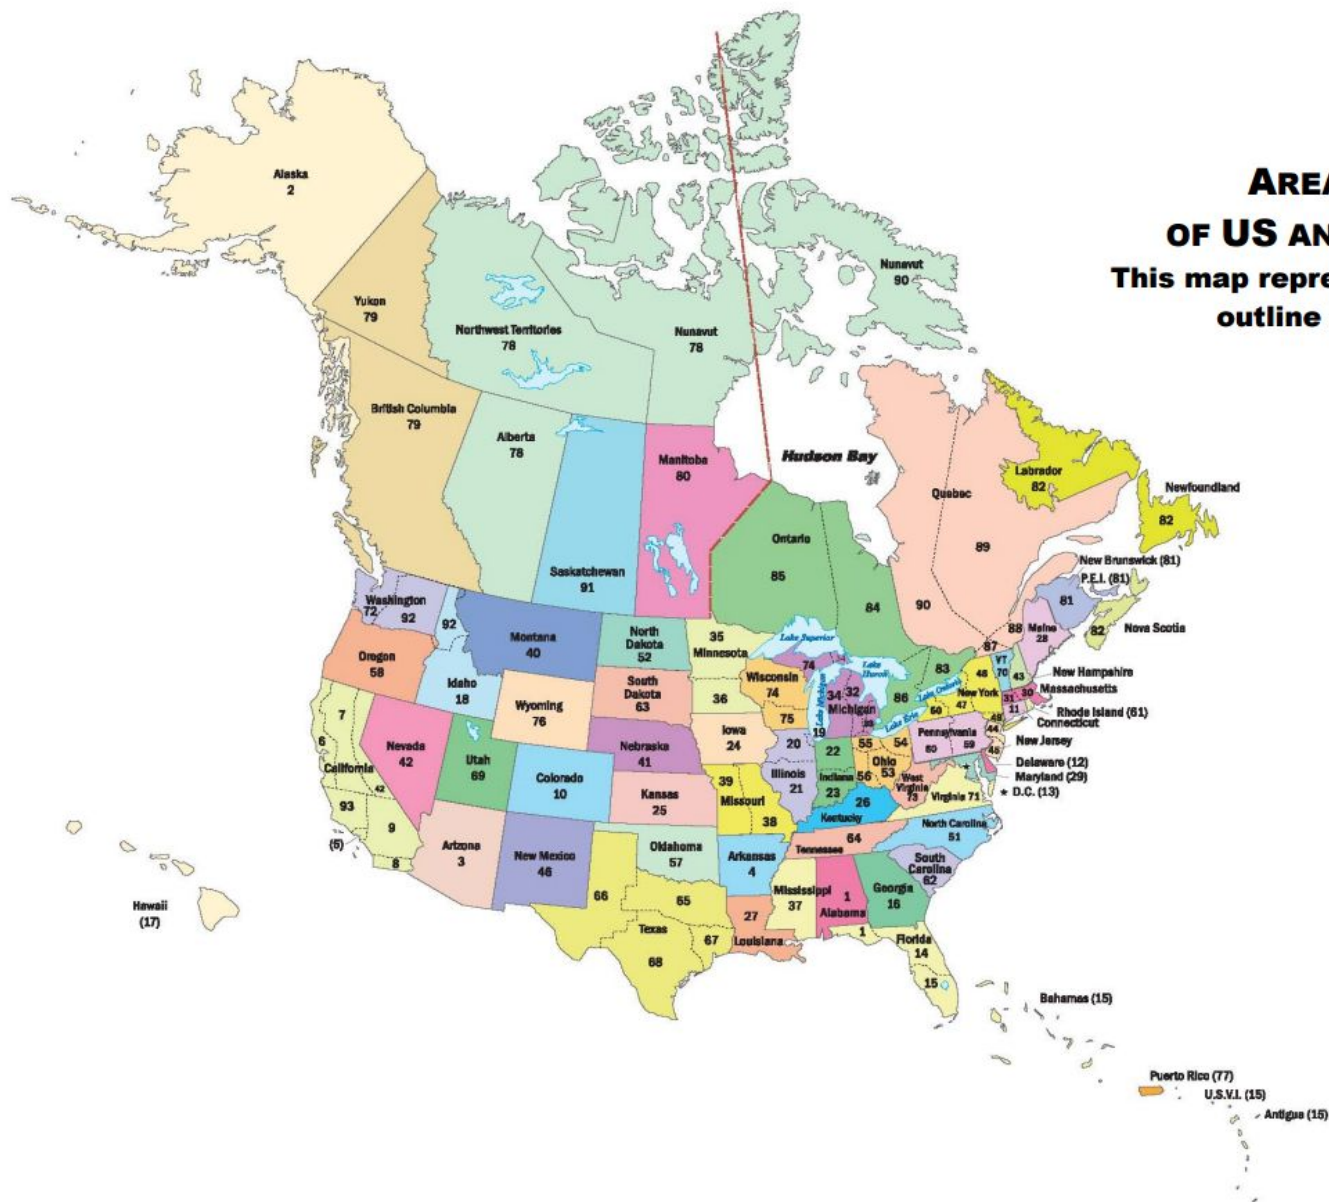 AREA
OF US AN
This map repre
outline
Alaska
2
Yukon
79
Northwest Territories
78
Nunavut
78
Nunavut
90
British Columbia
79
Alberta
78
Saskatchewan
91
Manitoba
80
Hudson Bay
Ontario
85
84
83
86
Quebec
89
90
88
87
Labrador
82
Newfoundland
82
New Brunswick (81)
P.E.I. (81)
81
Nova Scotia
82
Washington
72
92
92
Oregon
58
Idaho
18
Montana
40
Wyoming
76
North
Dakota
52
South
Dakota
63
35
Minnesota
36
Lake Superior
Lake Michigan
Lake
Huron
Lake Ontario
Lake Erie
74
Wisconsin
74
75
34
32
Michigan
33
19
Iowa
24
Nebraska
41
Kansas
25
Colorado
10
Utah
69
Nevada
42
7
6
California
42
93
9
(5)
8
Arizona
3
New Mexico
46
Oklahoma
57
Texas
66
65
67
68
39
Missouri
38
Arkansas
4
27
Louisiana
20
Illinois
21
22
Indiana
23
55
54
Ohio
56
53
26
Kentucky
64
Tennessee
Mississippi
37
1
Alabama
1
Georgia
16
Florida
14
15
South
Carolina
62
North Carolina
51
Virginia 71
West
Virginia
73
Pennsylvania
60
59
48
New York
47
50
49
VT
70
43
Maine
28
New Hampshire
Massachusetts
31
30
11
Rhode Island (61)
Connecticut
44
45
New Jersey
Delaware (12)
Maryland (29)
★ D.C. (13)
Hawaii
(17)
Bahamas (15)
Puerto Rico (77)
U.S.V.I. (15)
Antigua (15)